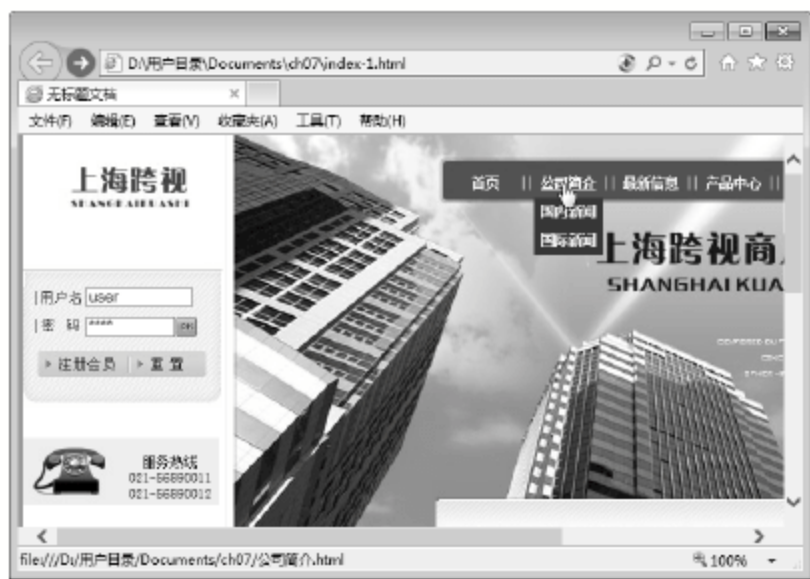 D:\用户目录\Documents\ch07\index-1.html
无标题文档
文件(F) 编辑(E) 查看(V) 收藏夹(A) 工具(T) 帮助(H)
首页 || 公司简介 || 最新信息 || 产品中心 ||
国内新闻
国际新闻
上海跨视
SHANGHAIKUASHI
上海跨视商
SHANGHAI KUA
用户名 user
密 码 ****
OK
注册会员 重 置
服务热线
021-56890011
021-56890012
file:///D:/用户目录/Documents/ch07/公司简介.html
100%